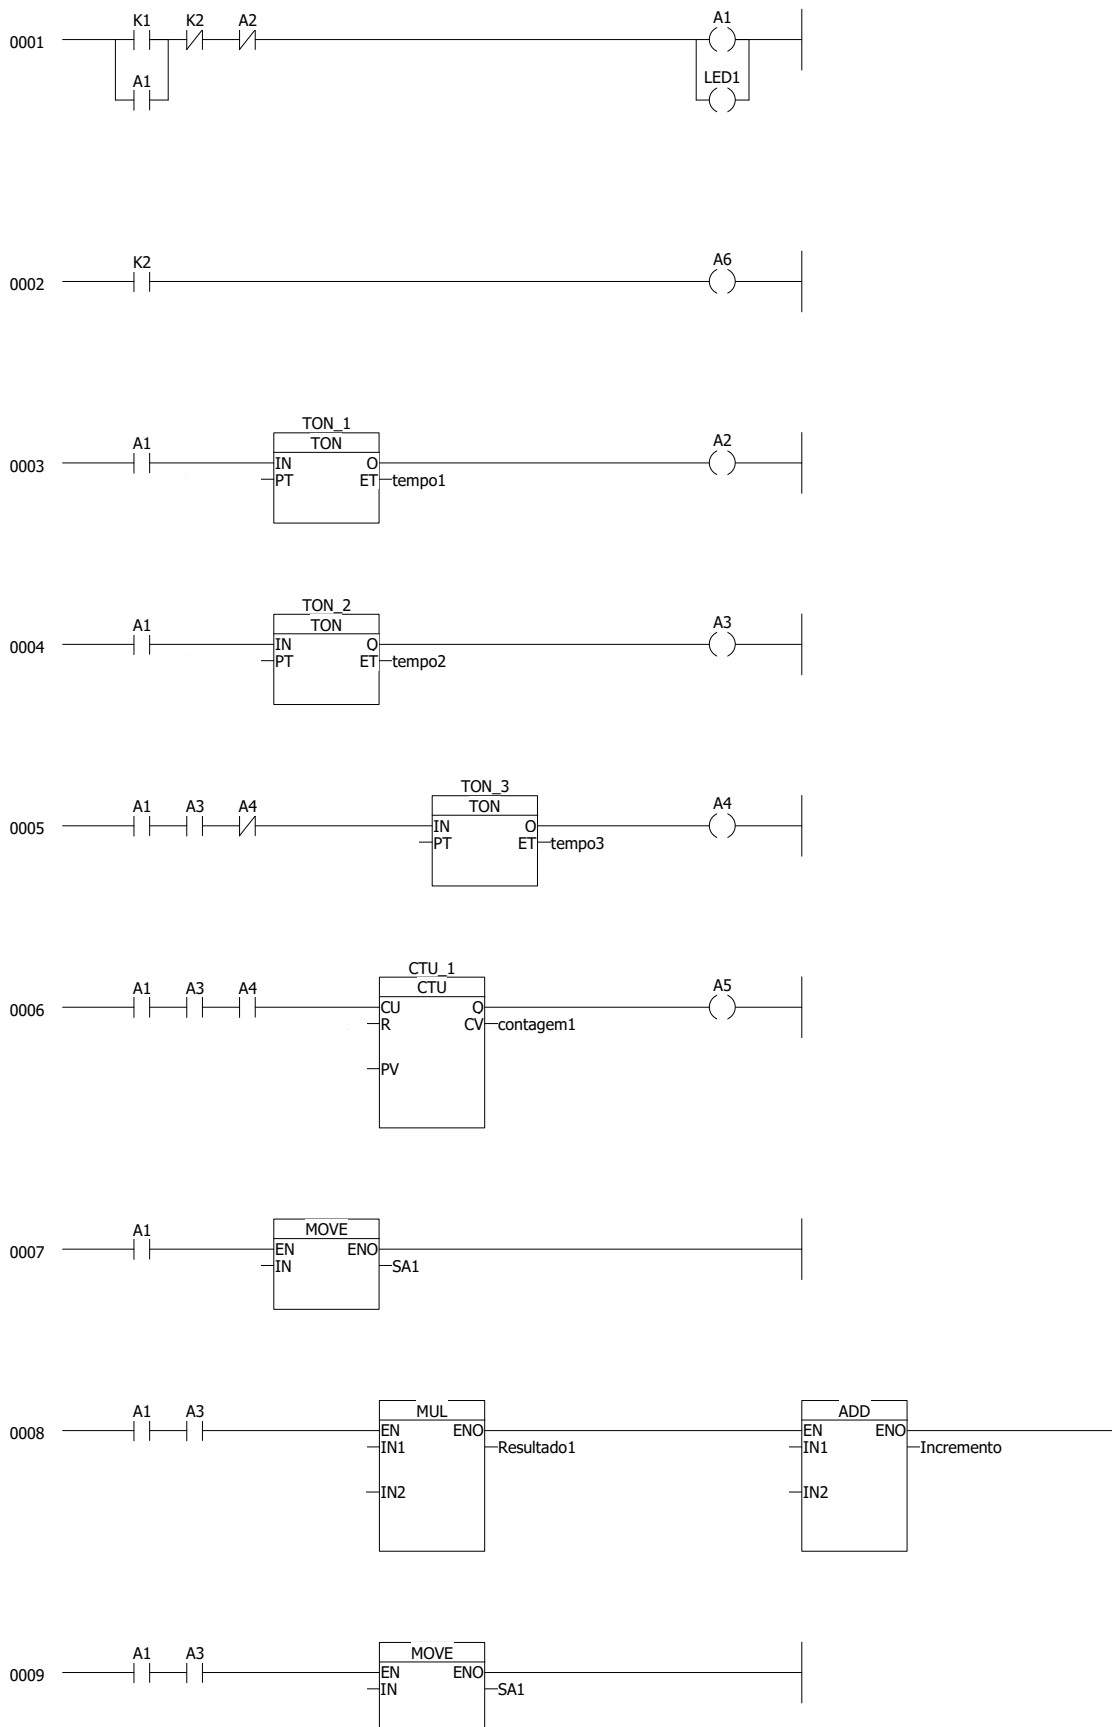 K1 K2 A2 A1
0001
A1 LED1
K2 A6
0002
TON_1
A1 TON A2
0003 IN Q
PT ET tempo1
TON_2
A1 TON A3
0004 IN Q
PT ET tempo2
TON_3
A1 A3 A4 TON A4
0005 IN Q
PT ET tempo3
CTU_1
A1 A3 A4 CTU A5
0006 CU Q
R CV contagem1
PV
A1 MOVE
0007 EN ENO
IN SA1
A1 A3 MUL ADD
0008 EN ENO EN ENO
IN1 Resultado1 IN1 Incremento
IN2 IN2
A1 A3 MOVE
0009 EN ENO
IN SA1